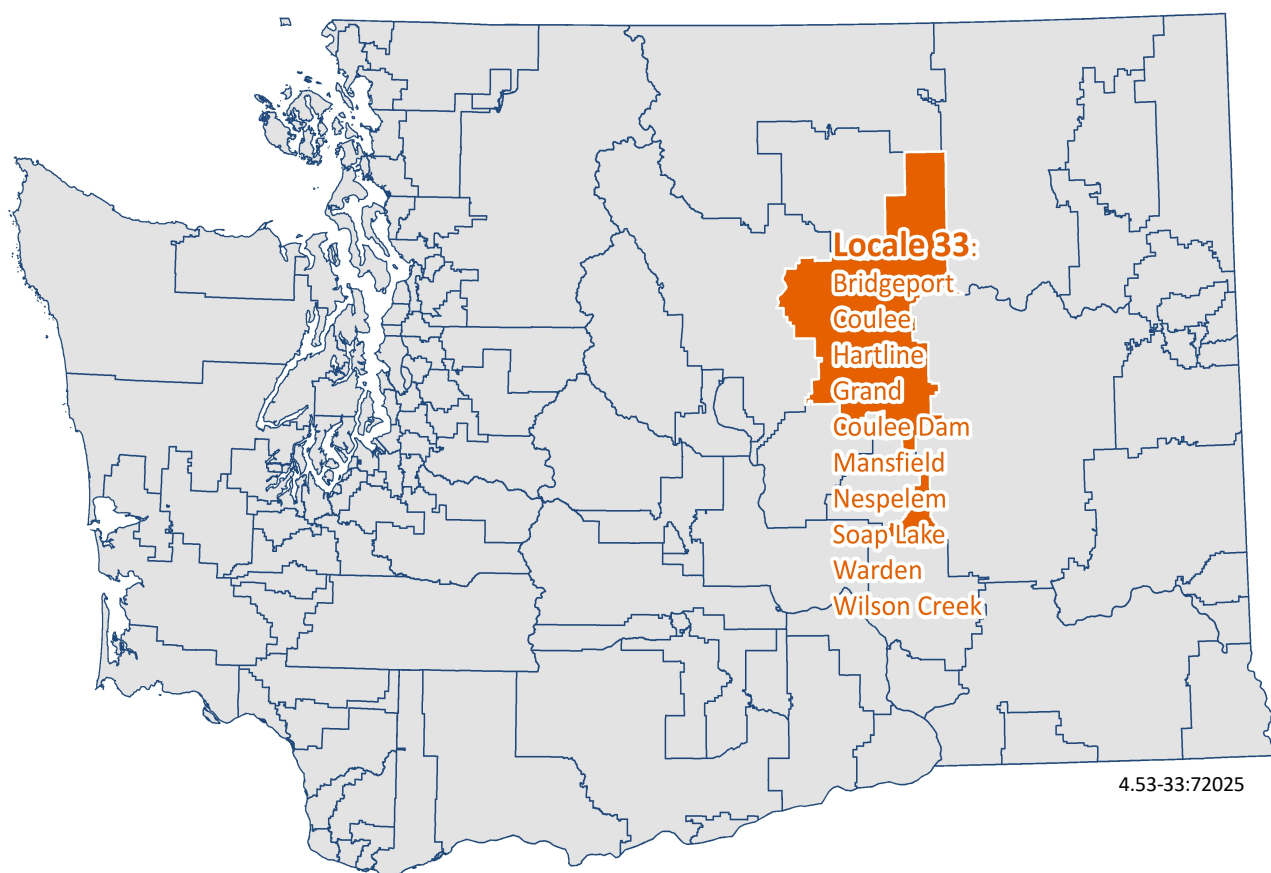 Locale 33:
Bridgeport
Coulee
Hartline
Grand
Coulee Dam
Mansfield
Nespelem
Soap Lake
Warden
Wilson Creek
4.53-33:72025